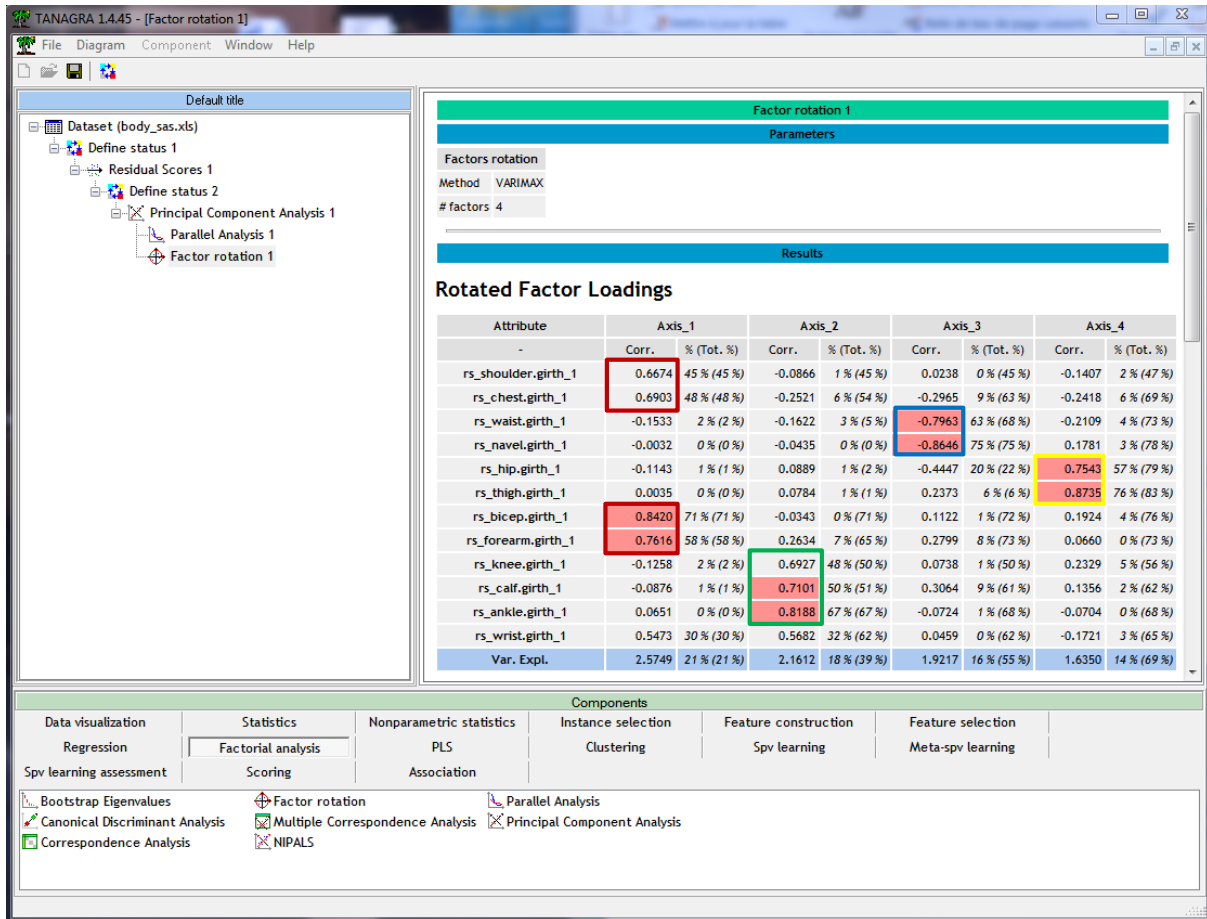 TANAGRA 1.4.45 - [Factor rotation 1]
File Diagram Component Window Help
Default title
Dataset (body_sas.xls)
Define status 1
Residual Scores 1
Define status 2
Principal Component Analysis 1
Parallel Analysis 1
Factor rotation 1
Factor rotation 1
Parameters
Factors rotation
Method VARIMAX
# factors 4
Results
Rotated Factor Loadings
Attribute Axis_1 Axis_2 Axis_3 Axis_4
- Corr. % (Tot. %) Corr. % (Tot. %) Corr. % (Tot. %) Corr. % (Tot. %)
rs_shoulder.girth_1 0.6674 45 % (45 %) -0.0866 1 % (45 %) 0.0238 0 % (45 %) -0.1407 2 % (47 %)
rs_chest.girth_1 0.6903 48 % (48 %) -0.2521 6 % (54 %) -0.2965 9 % (63 %) -0.2418 6 % (69 %)
rs_waist.girth_1 -0.1533 2 % (2 %) -0.1622 3 % (5 %) -0.7963 63 % (68 %) -0.2109 4 % (73 %)
rs_navel.girth_1 -0.0032 0 % (0 %) -0.0435 0 % (0 %) -0.8646 75 % (75 %) 0.1781 3 % (78 %)
rs_hip.girth_1 -0.1143 1 % (1 %) 0.0889 1 % (2 %) -0.4447 20 % (22 %) 0.7543 57 % (79 %)
rs_thigh.girth_1 0.0035 0 % (0 %) 0.0784 1 % (1 %) 0.2373 6 % (6 %) 0.8735 76 % (83 %)
rs_bicep.girth_1 0.8420 71 % (71 %) -0.0343 0 % (71 %) 0.1122 1 % (72 %) 0.1924 4 % (76 %)
rs_forearm.girth_1 0.7616 58 % (58 %) 0.2634 7 % (65 %) 0.2799 8 % (73 %) 0.0660 0 % (73 %)
rs_knee.girth_1 -0.1258 2 % (2 %) 0.6927 48 % (50 %) 0.0738 1 % (50 %) 0.2329 5 % (56 %)
rs_calf.girth_1 -0.0876 1 % (1 %) 0.7101 50 % (51 %) 0.3064 9 % (61 %) 0.1356 2 % (62 %)
rs_ankle.girth_1 0.0651 0 % (0 %) 0.8188 67 % (67 %) -0.0724 1 % (68 %) -0.0704 0 % (68 %)
rs_wrist.girth_1 0.5473 30 % (30 %) 0.5682 32 % (62 %) 0.0459 0 % (62 %) -0.1721 3 % (65 %)
Var. Expl. 2.5749 21 % (21 %) 2.1612 18 % (39 %) 1.9217 16 % (55 %) 1.6350 14 % (69 %)
Components
Data visualization Statistics Nonparametric statistics Instance selection Feature construction Feature selection
Regression Factorial analysis PLS Clustering Spv learning Meta-spv learning
Spv learning assessment Scoring Association
Bootstrap Eigenvalues Factor rotation Parallel Analysis
Canonical Discriminant Analysis Multiple Correspondence Analysis Principal Component Analysis
Correspondence Analysis NIPALS